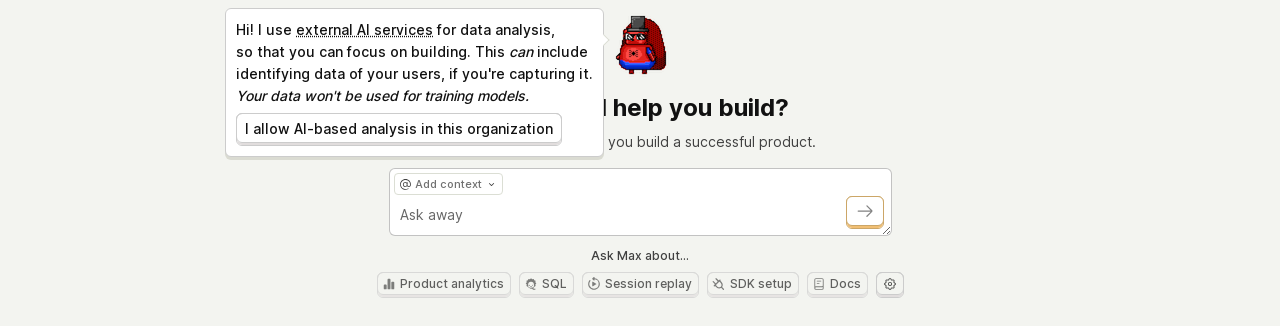 Hi! I use external AI services for data analysis,
so that you can focus on building. This can include
identifying data of your users, if you're capturing it.
Your data won't be used for training models.
I allow AI-based analysis in this organization
help you build?
you build a successful product.
@ Add context
Ask away
Ask Max about...
Product analytics
SQL
Session replay
SDK setup
Docs